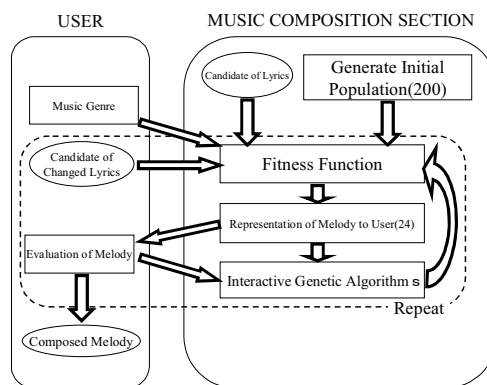 USER
MUSIC COMPOSITION SECTION
Candidate of Lyrics
Generate Initial
Population(200)
Music Genre
Candidate of
Changed Lyrics
Fitness Function
Representation of Melody to User(24)
Evaluation of Melody
Interactive Genetic Algorithms
Repeat
Composed Melody